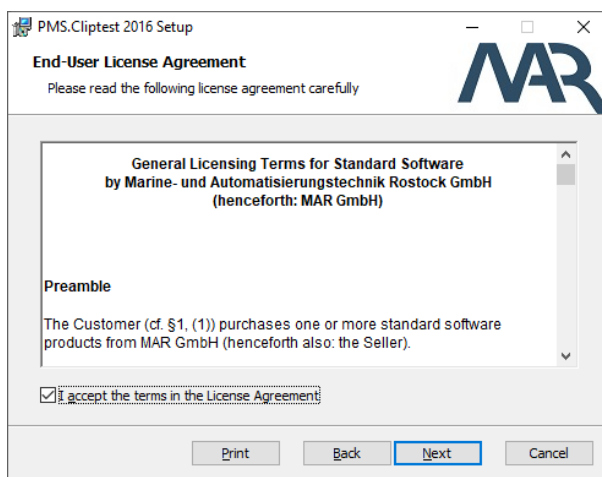 PMS.Cliptest 2016 Setup
End-User License Agreement
Please read the following license agreement carefully
MAR
General Licensing Terms for Standard Software
by Marine- und Automatisierungstechnik Rostock GmbH
(henceforth: MAR GmbH)
Preamble
The Customer (cf. §1, (1)) purchases one or more standard software
products from MAR GmbH (henceforth also: the Seller).
I accept the terms in the License Agreement
Print Back Next Cancel